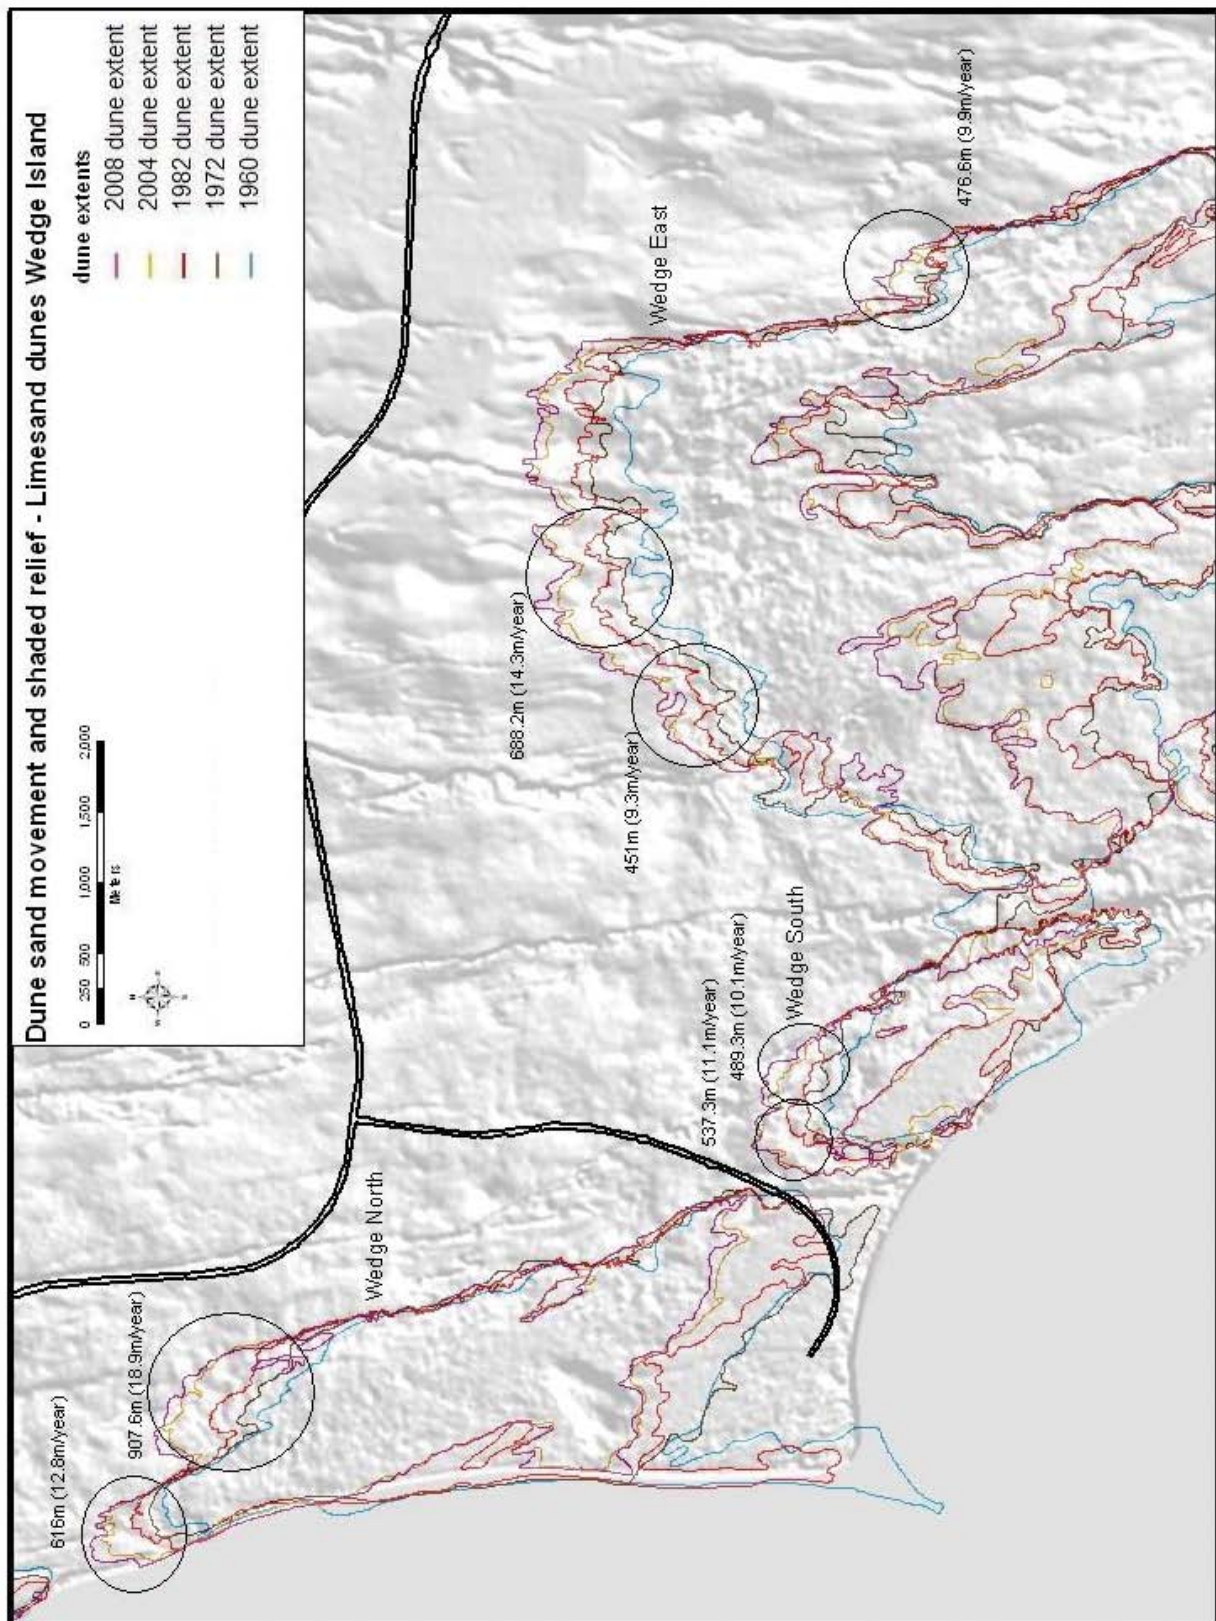 Dune sand movement and shaded relief - Limesand dunes Wedge Island
dune extents
2008 dune extent
2004 dune extent
1982 dune extent
1972 dune extent
1960 dune extent
0 250 500 1,000 1,500 2,000
Meters
616m (12.8m/year)
907.6m (18.9m/year)
Wedge North
537.3m (11.1m/year)
489.3m (10.1m/year)
Wedge South
451m (9.3m/year)
688.2m (14.3m/year)
Wedge East
476.6m (9.9m/year)